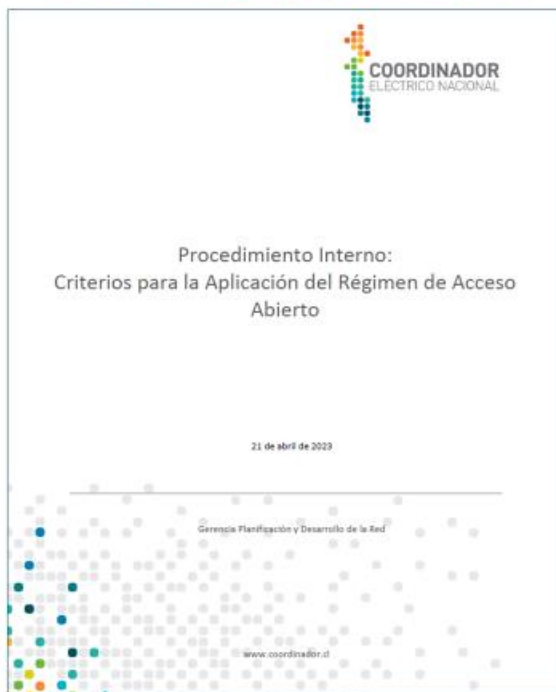 COORDINADOR
ELÉCTRICO NACIONAL
Procedimiento Interno:
Criterios para la Aplicación del Régimen de Acceso
Abierto
21 de abril de 2023
Gerencia Planificación y Desarrollo de la Red
www.coordinador.cl